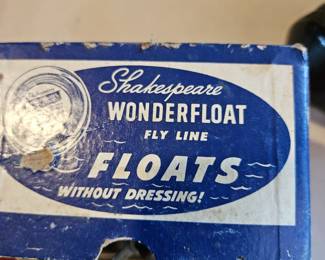 Shakespeare
WONDERFLOAT
FLY LINE
FLOATS
WITHOUT DRESSING!